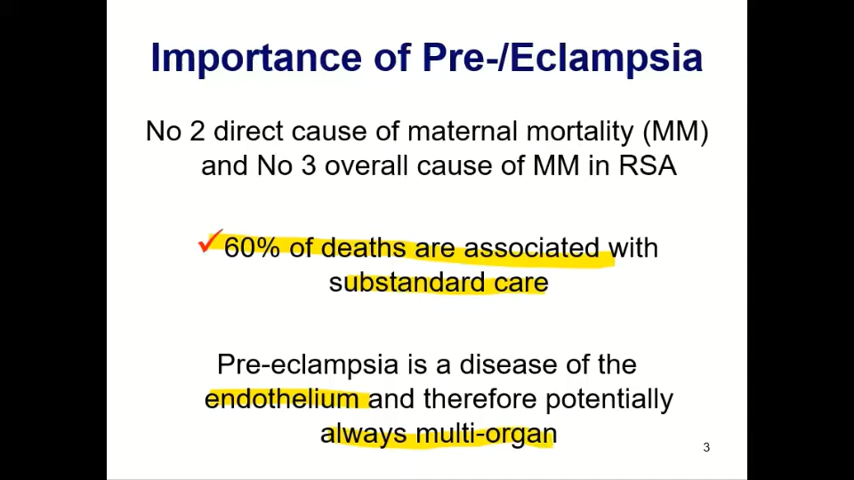 Importance of Pre-/Eclampsia
No 2 direct cause of maternal mortality (MM)
and No 3 overall cause of MM in RSA
✓60% of deaths are associated with
substandard care
Pre-eclampsia is a disease of the
endothelium and therefore potentially
always multi-organ
3